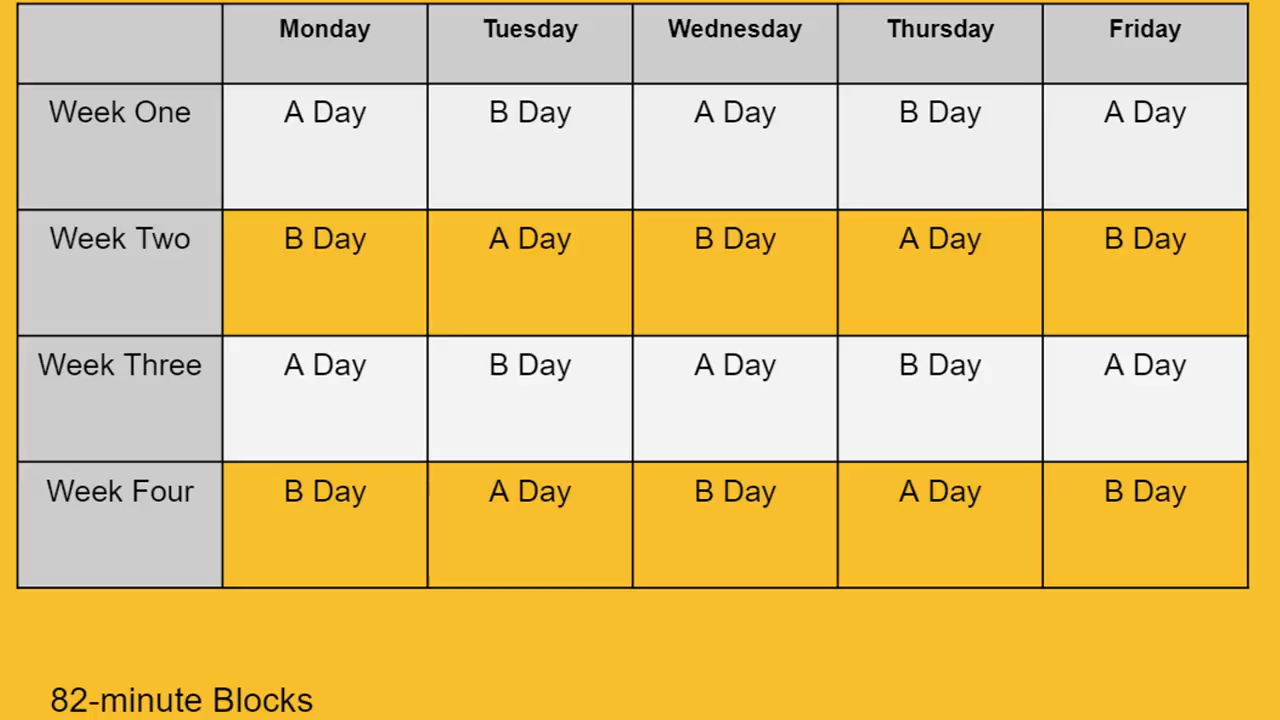 Monday Tuesday Wednesday Thursday Friday
Week One A Day B Day A Day B Day A Day
Week Two B Day A Day B Day A Day B Day
Week Three A Day B Day A Day B Day A Day
Week Four B Day A Day B Day A Day B Day
82-minute Blocks